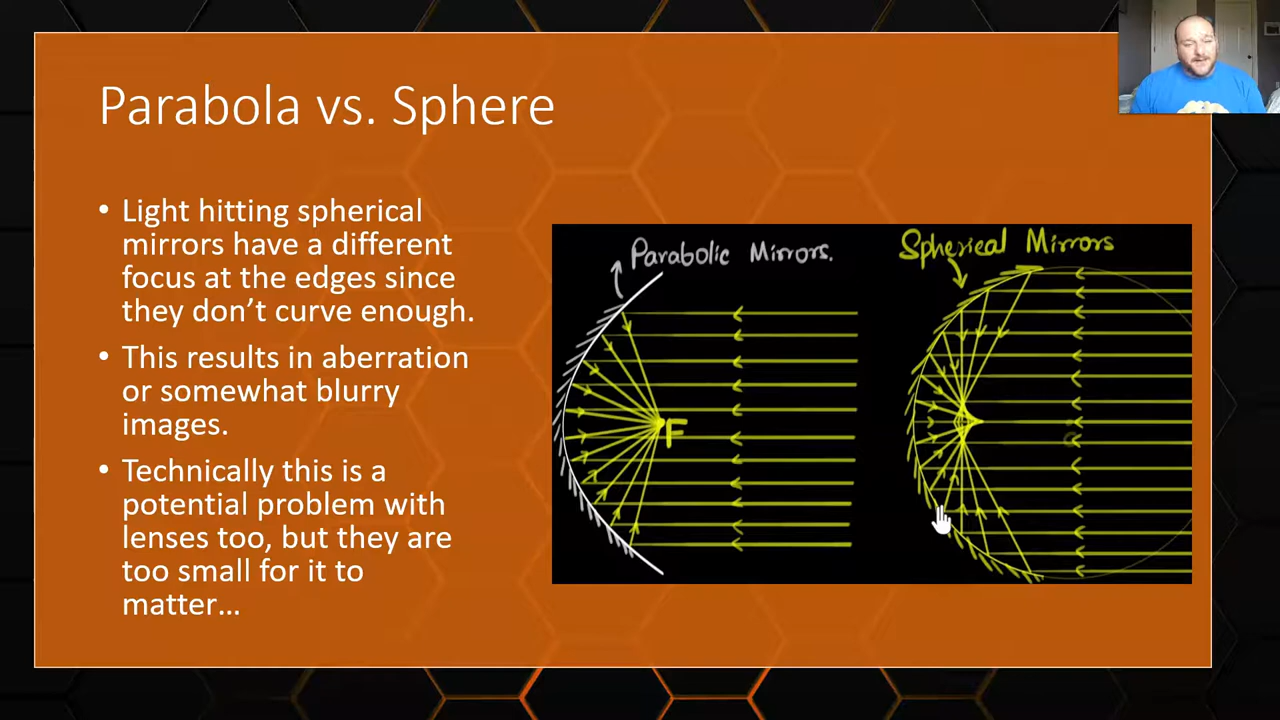 Parabola vs. Sphere
• Light hitting spherical
mirrors have a different
focus at the edges since
they don’t curve enough.
• This results in aberration
or somewhat blurry
images.
• Technically this is a
potential problem with
lenses too, but they are
too small for it to
matter…
Parabolic Mirrors.
F
Spherical Mirrors